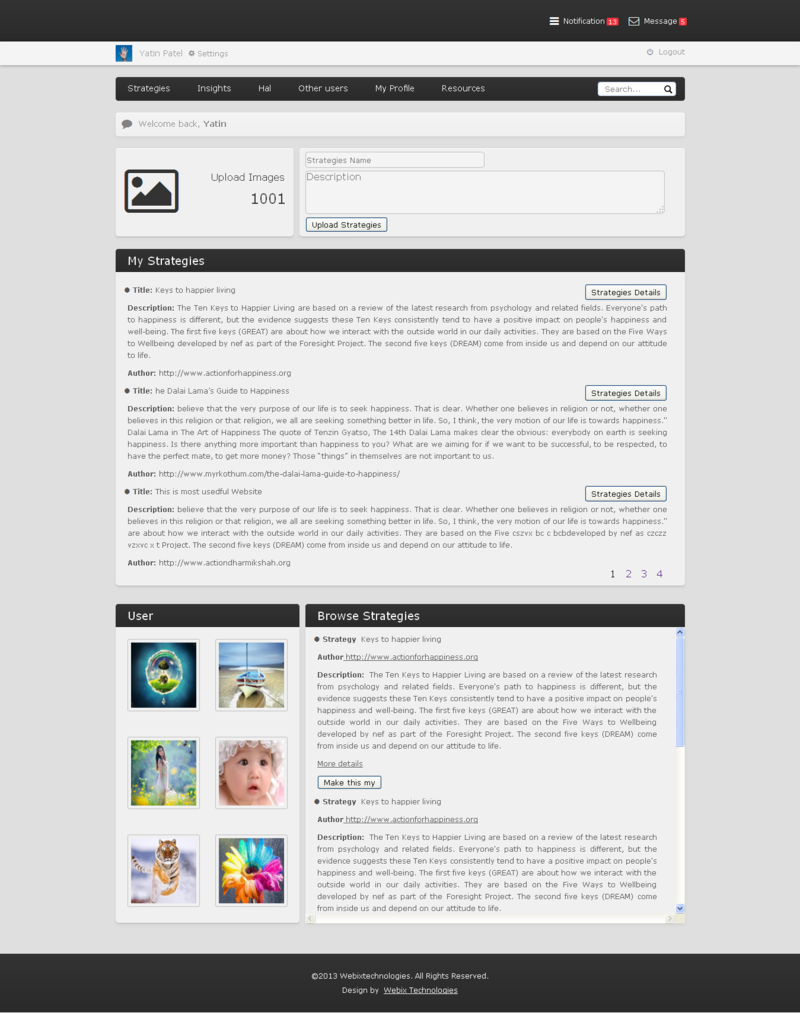 Notification 13 Message 5
Yatin Patel Settings Logout
Strategies Insights Hal Other users My Profile Resources Search...
Welcome back, Yatin
Upload Images
1001
Strategies Name
Description
Upload Strategies
My Strategies
Title: Keys to happier living
Strategies Details
Description: The Ten Keys to Happier Living are based on a review of the latest research from psychology and related fields. Everyone's path
to happiness is different, but the evidence suggests these Ten Keys consistently tend to have a positive impact on people's happiness and
well-being. The first five keys (GREAT) are about how we interact with the outside world in our daily activities. They are based on the Five Ways
to Wellbeing developed by nef as part of the Foresight Project. The second five keys (DREAM) come from inside us and depend on our attitude
to life.
Author: http://www.actionforhappiness.org
Title: he Dalai Lama's Guide to Happiness
Strategies Details
Description: believe that the very purpose of our life is to seek happiness. That is clear. Whether one believes in religion or not, whether one
believes in this religion or that religion, we all are seeking something better in life. So, I think, the very motion of our life is towards happiness."
Dalai Lama in The Art of Happiness The quote of Tenzin Gyatso, The 14th Dalai Lama makes clear the obvious: everybody on earth is seeking
happiness. Is there anything more important than happiness to you? What are we aiming for if we want to be successful, to be respected, to
have the perfect mate, to get more money? Those "things" in themselves are not important to us.
Author: http://www.myrkothum.com/the-dalai-lama-guide-to-happiness/
Title: This is most usedful Website
Strategies Details
Description: believe that the very purpose of our life is to seek happiness. That is clear. Whether one believes in religion or not, whether one
believes in this religion or that religion, we all are seeking something better in life. So, I think, the very motion of our life is towards happiness."
are about how we interact with the outside world in our daily activities. They are based on the Five cszvx bc c bcbdeveloped by nef as czczz
vzxvc x t Project. The second five keys (DREAM) come from inside us and depend on our attitude to life.
Author: http://www.actiondharmikshah.org
1 2 3 4
User
Browse Strategies
Strategy Keys to happier living
Author http://www.actionforhappiness.org
Description: The Ten Keys to Happier Living are based on a review of the latest research
from psychology and related fields. Everyone's path to happiness is different, but the
evidence suggests these Ten Keys consistently tend to have a positive impact on people's
happiness and well-being. The first five keys (GREAT) are about how we interact with the
outside world in our daily activities. They are based on the Five Ways to Wellbeing
developed by nef as part of the Foresight Project. The second five keys (DREAM) come
from inside us and depend on our attitude to life.
More details
Make this my
Strategy Keys to happier living
Author http://www.actionforhappiness.org
Description: The Ten Keys to Happier Living are based on a review of the latest research
from psychology and related fields. Everyone's path to happiness is different, but the
evidence suggests these Ten Keys consistently tend to have a positive impact on people's
happiness and well-being. The first five keys (GREAT) are about how we interact with the
outside world in our daily activities. They are based on the Five Ways to Wellbeing
developed by nef as part of the Foresight Project. The second five keys (DREAM) come
from inside us and depend on our attitude to life.
©2013 Webixtechnologies. All Rights Reserved.
Design by Webix Technologies